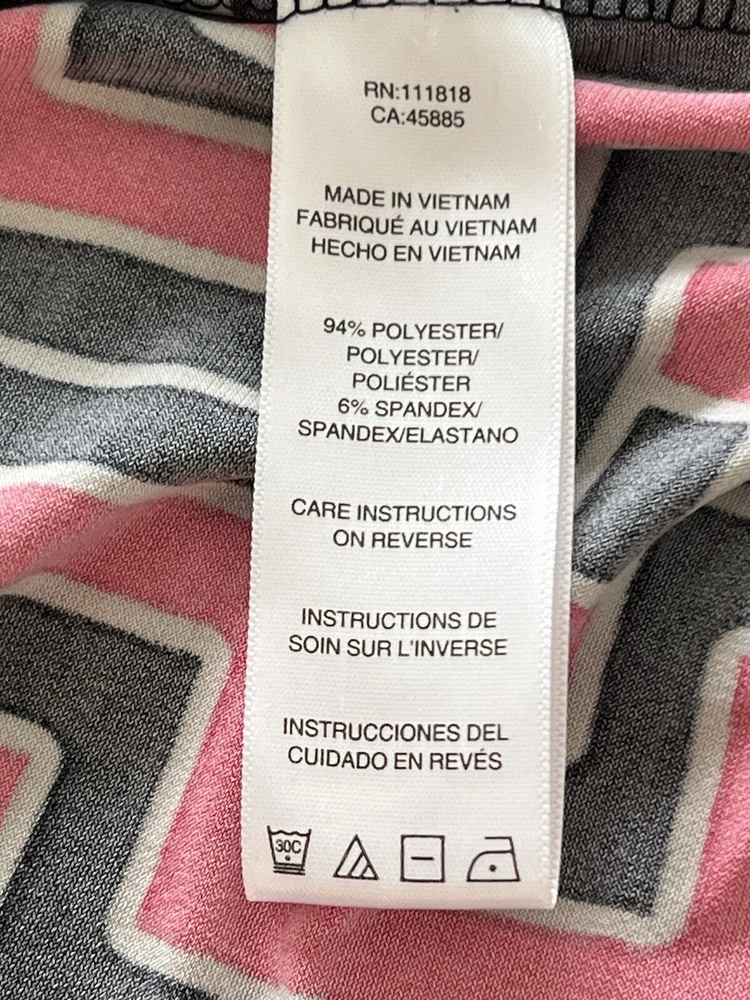 RN:111818
CA:45885
MADE IN VIETNAM
FABRIQUÉ AU VIETNAM
HECHO EN VIETNAM
94% POLYESTER/
POLYESTER/
POLIÉSTER
6% SPANDEX/
SPANDEX/ELASTANO
CARE INSTRUCTIONS
ON REVERSE
INSTRUCTIONS DE
SOIN SUR L'INVERSE
INSTRUCCIONES DEL
CUIDADO EN REVÉS
30C